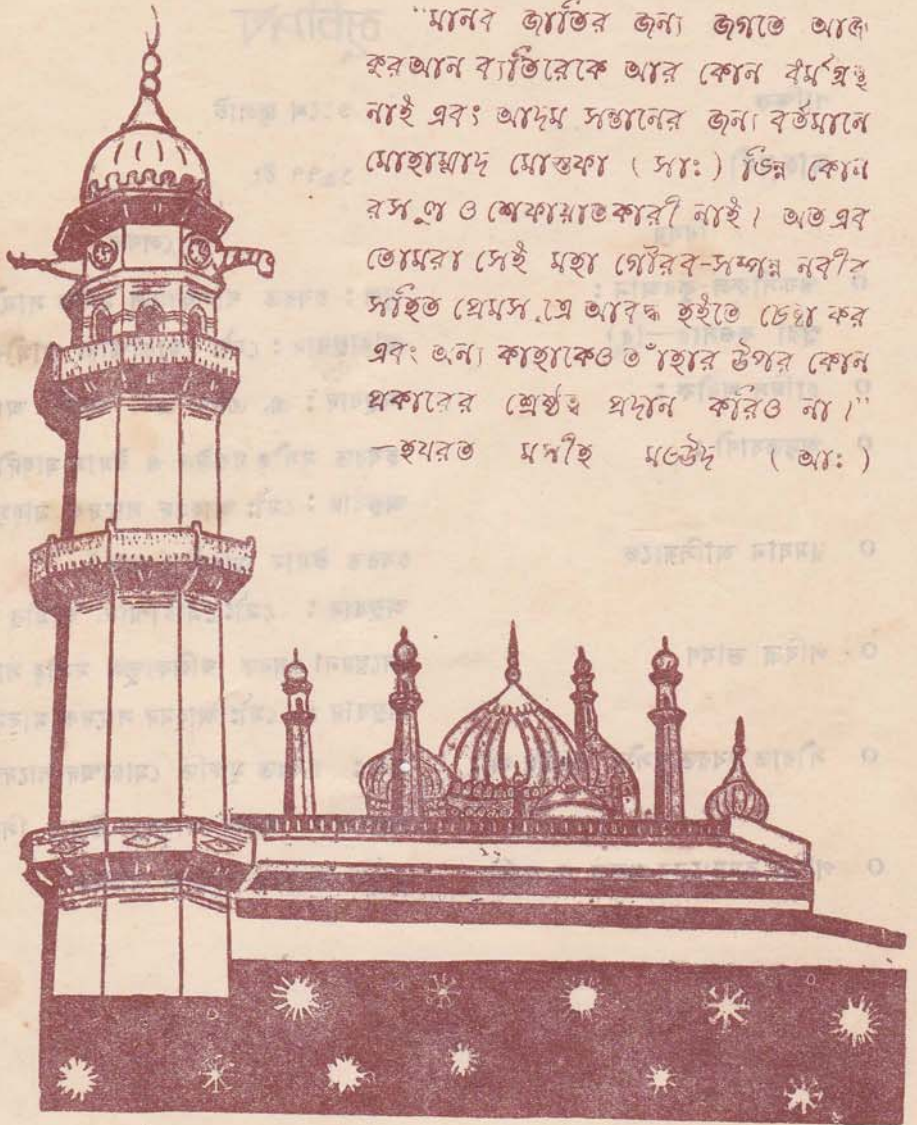 "মানব জাতির জন্য জগতে আজ
কুরআন ব্যতিরেকে আর কোন ধর্মগ্রন্থ
নাই এবং আদম সন্তানের জন্য বর্তমানে
মোহাম্মাদ মোস্তফা (সাঃ) ভিন্ন কোন
রসূল ও শেফায়াতকারী নাই। অতএব
তোমরা সেই মহা গৌরব-সম্পন্ন নবীর
সহিত প্রেমসূত্রে আবদ্ধ হইতে চেষ্টা কর
এবং অন্য কাহাকেও তাঁহার উপর কোন
প্রকারের শ্রেষ্ঠত্ব প্রদান করিও না।"
—হযরত মসীহ মওউদ (আঃ)